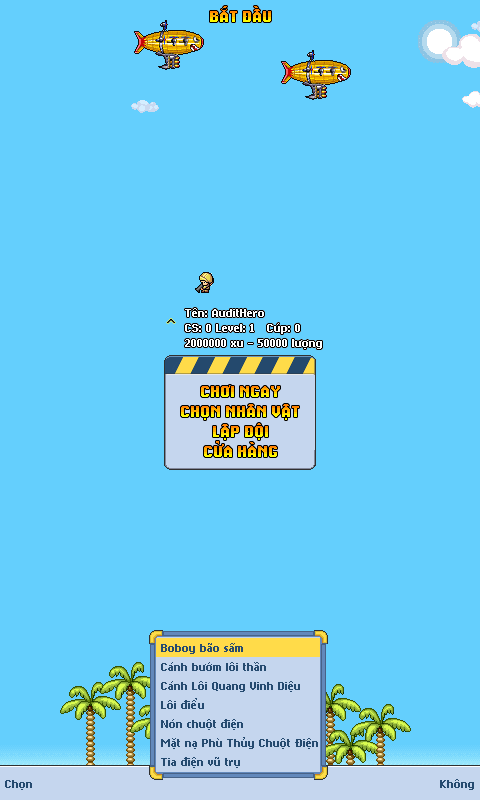 BẮT ĐẦU
Tên: AuditHero
CS: 0 Level: 1 Cúp: 0
2000000 xu - 50000 lượng
CHƠI NGAY
CHỌN NHÂN VẬT
LẬP ĐỘI
CỬA HÀNG
Boboy bão sấm
Cánh bướm lôi thần
Cánh Lôi Quang Vinh Diệu
Lôi điểu
Nón chuột điện
Mặt nạ Phù Thủy Chuột Điện
Tia điện vũ trụ
Chọn
Không